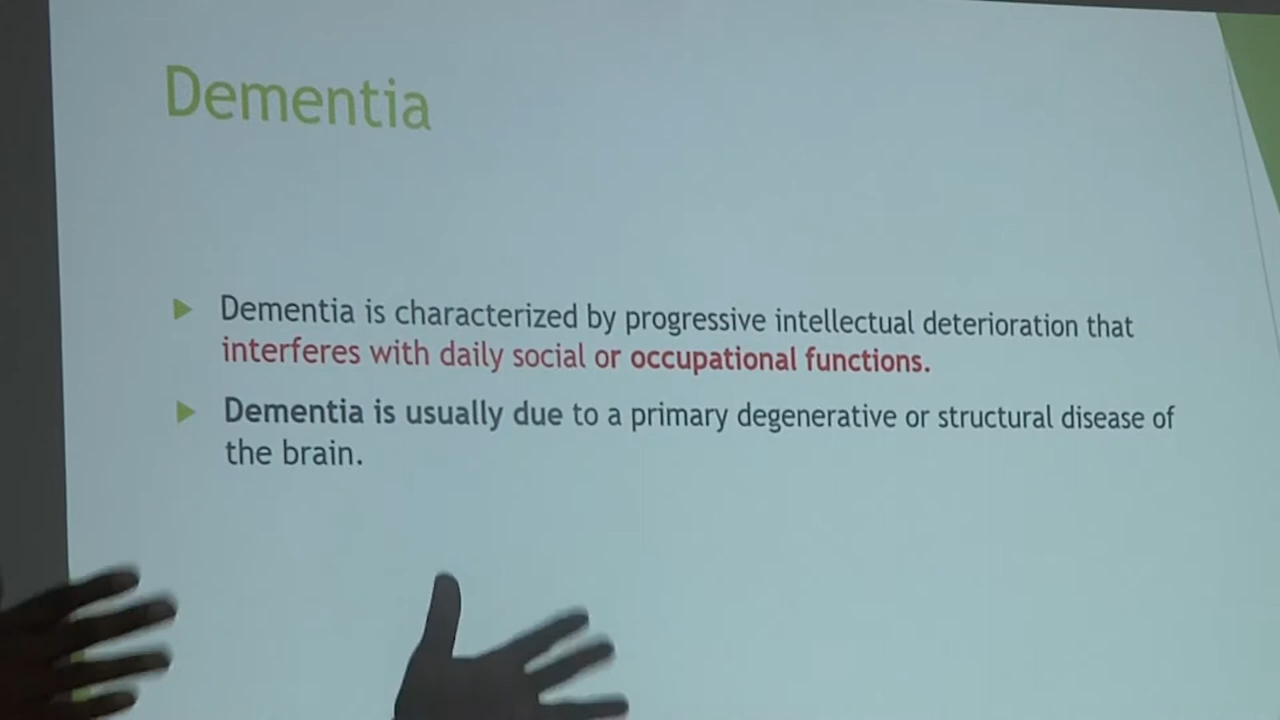 Dementia
Dementia is characterized by progressive intellectual deterioration that
interferes with daily social or occupational functions.
Dementia is usually due to a primary degenerative or structural disease of
the brain.